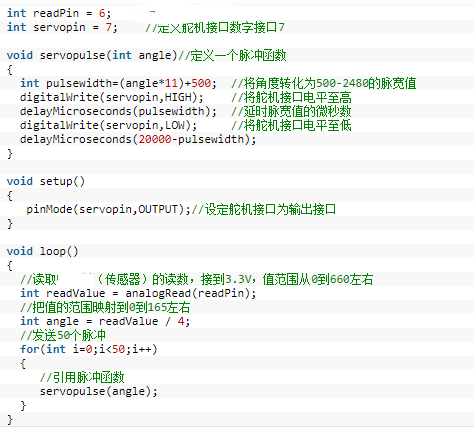 int readPin = 6;
int servopin = 7;    //定义舵机接口数字接口7
void servopulse(int angle)//定义一个脉冲函数
{
  int pulsewidth=(angle*11)+500;  //将角度转化为500-2480的脉宽值
  digitalWrite(servopin,HIGH);    //将舵机接口电平至高
  delayMicroseconds(pulsewidth);  //延时脉宽值的微秒数
  digitalWrite(servopin,LOW);     //将舵机接口电平至低
  delayMicroseconds(20000-pulsewidth);
}
void setup()
{
   pinMode(servopin,OUTPUT);//设定舵机接口为输出接口
}
void loop()
{
  //读取 （传感器）的读数，接到3.3V，值范围从0到660左右
  int readValue = analogRead(readPin);
  //把值的范围映射到0到165左右
  int angle = readValue / 4;
  //发送50个脉冲
  for(int i=0;i<50;i++)
  {
     //引用脉冲函数
     servopulse(angle);
  }
}